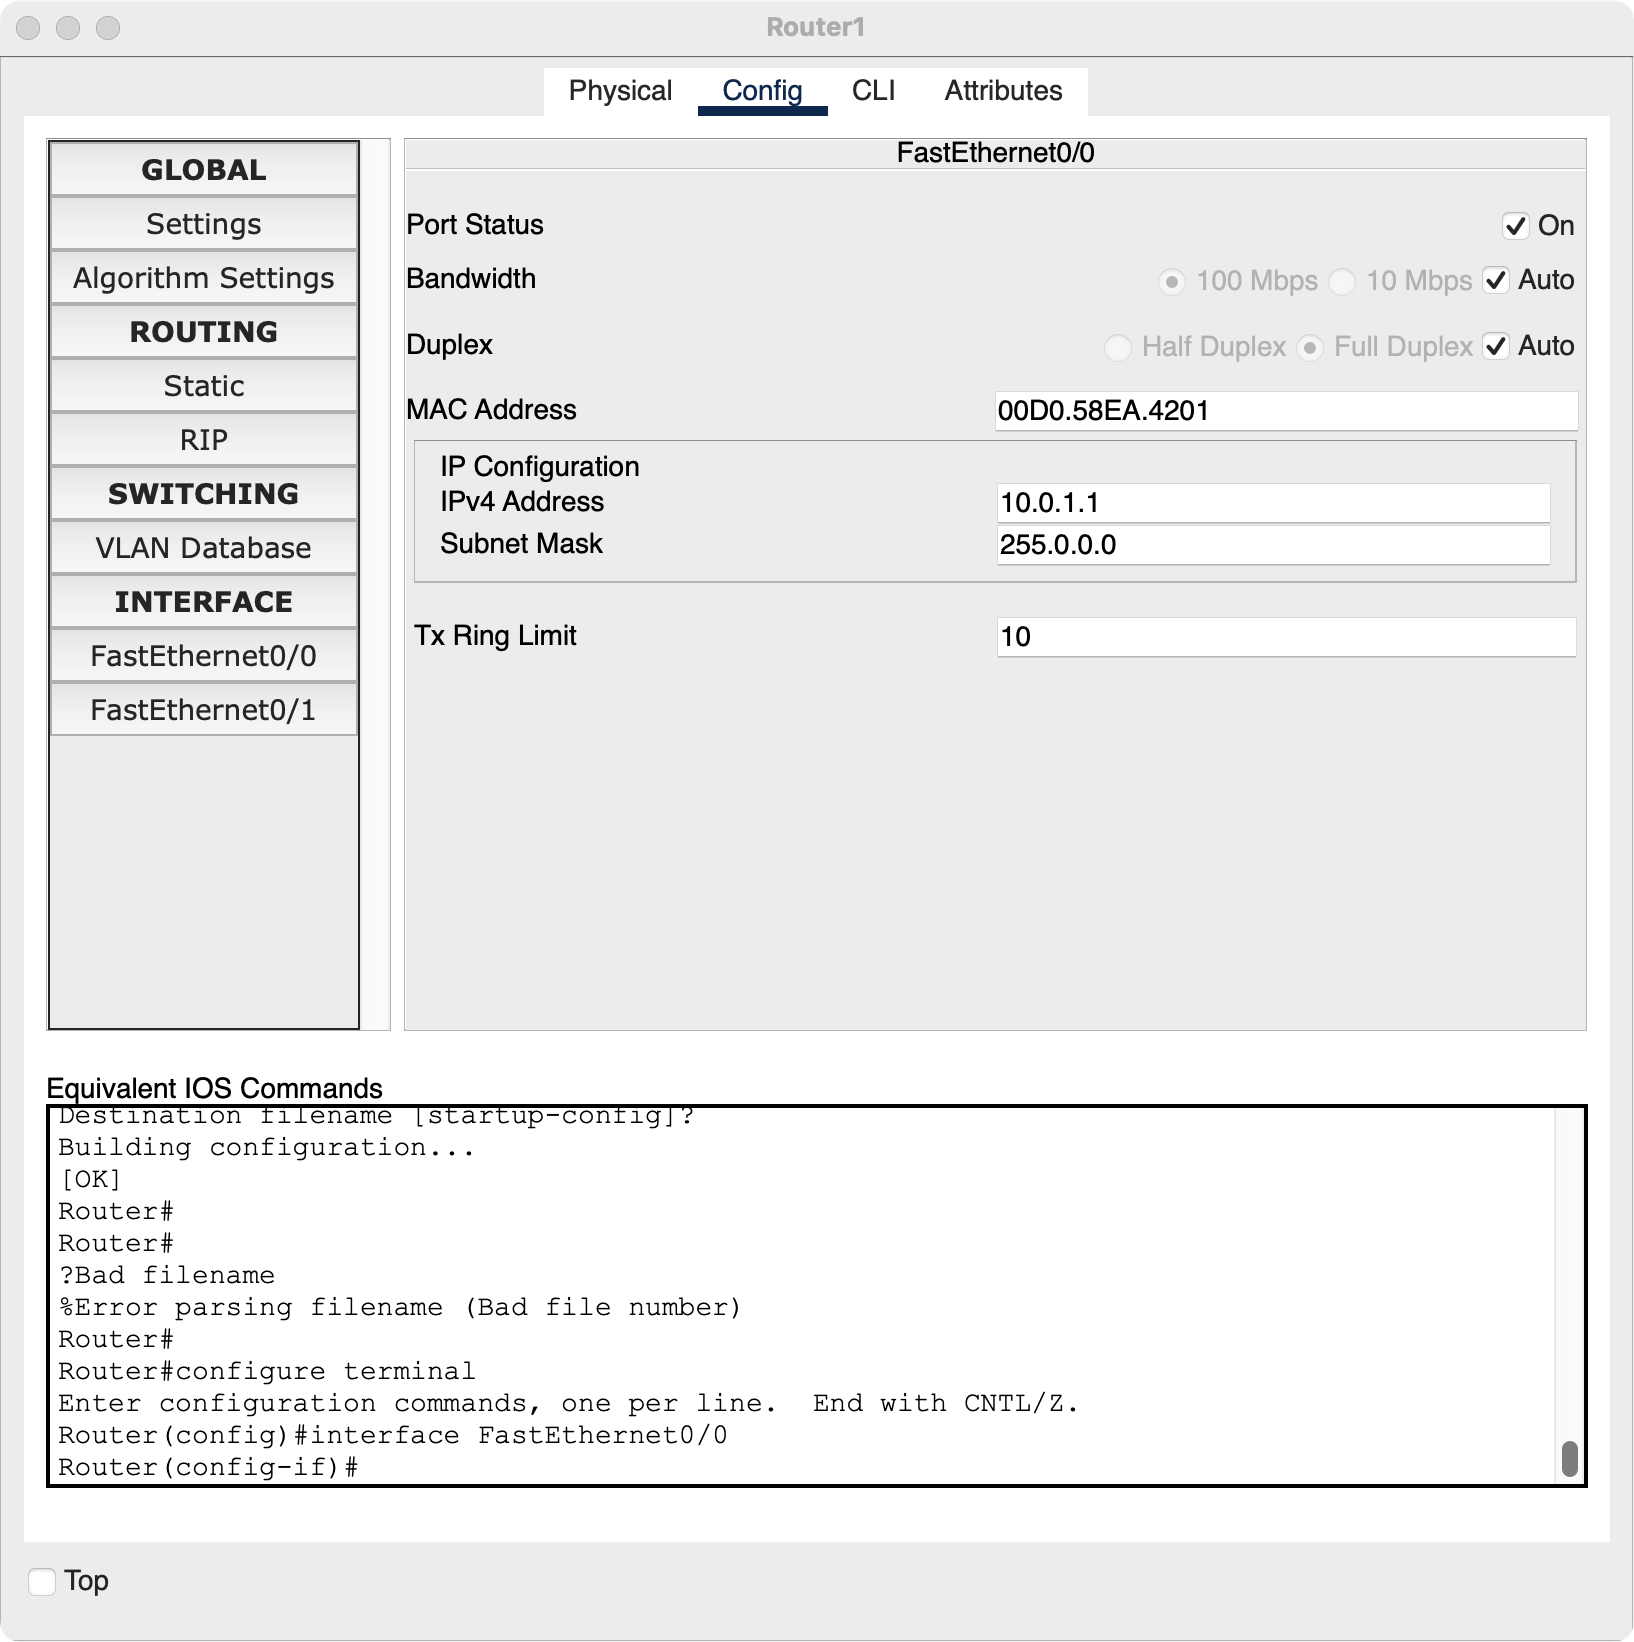 Router1
Physical Config CLI Attributes
GLOBAL
Settings
Algorithm Settings
ROUTING
Static
RIP
SWITCHING
VLAN Database
INTERFACE
FastEthernet0/0
FastEthernet0/1
FastEthernet0/0
Port Status On
Bandwidth 100 Mbps 10 Mbps Auto
Duplex Half Duplex Full Duplex Auto
MAC Address 00D0.58EA.4201
IP Configuration
IPv4 Address 10.0.1.1
Subnet Mask 255.0.0.0
Tx Ring Limit 10
Equivalent IOS Commands
Destination filename [startup-config]?
Building configuration...
[OK]
Router#
Router#
?Bad filename
%Error parsing filename (Bad file number)
Router#
Router#configure terminal
Enter configuration commands, one per line.  End with CNTL/Z.
Router(config)#interface FastEthernet0/0
Router(config-if)#
Top